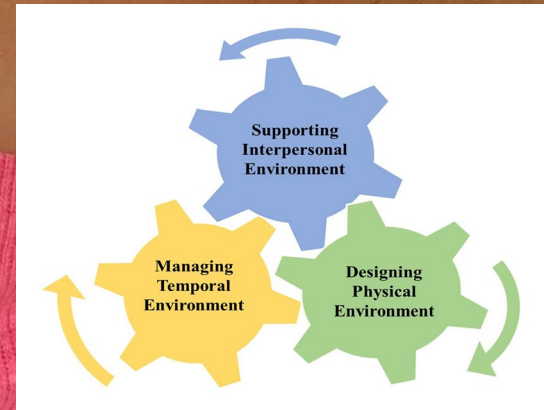 Supporting
Interpersonal
Environment
Managing
Temporal
Environment
Designing
Physical
Environment